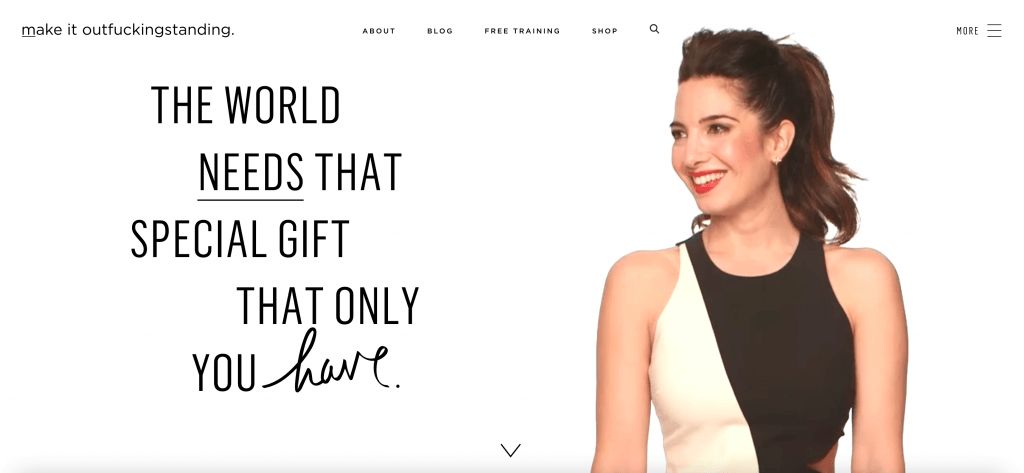 make it outfuckingstanding.
ABOUT
BLOG
FREE TRAINING
SHOP
MORE
THE WORLD
NEEDS THAT
SPECIAL GIFT
THAT ONLY
YOU have.